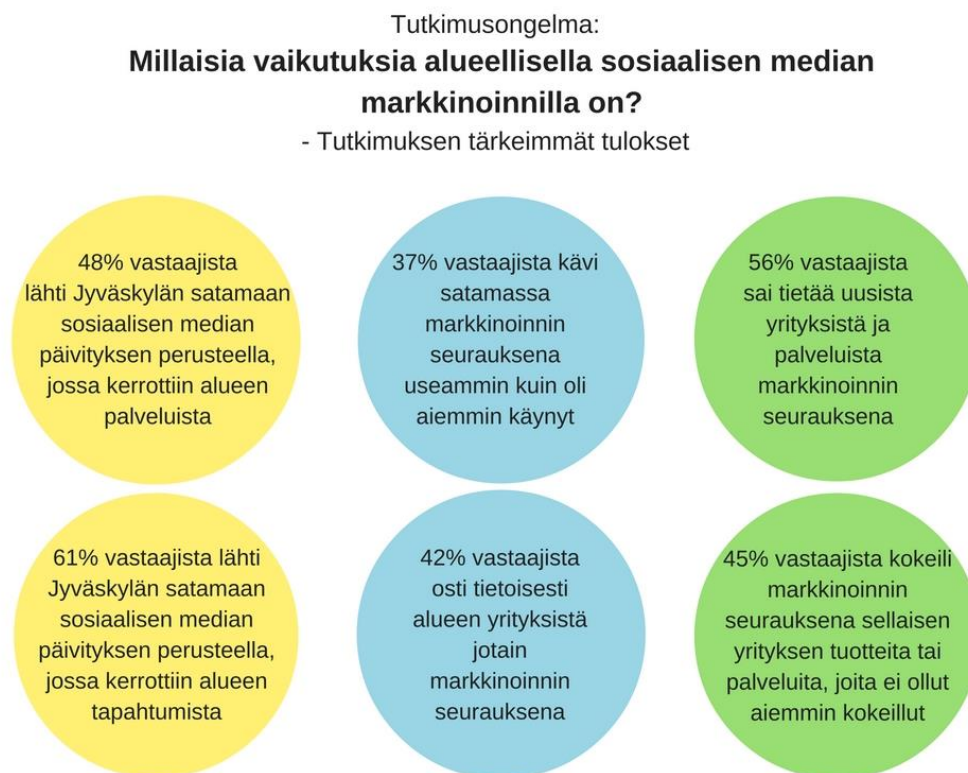 Tutkimusongelma:
Millaisia vaikutuksia alueellisella sosiaalisen median
markkinoinnilla on?
- Tutkimuksen tärkeimmät tulokset
48% vastaajista
lähti Jyväskylän satamaan
sosiaalisen median
päivityksen perusteella,
jossa kerrottiin alueen
palveluista
37% vastaajista kävi
satamassa
markkinoinnin
seurauksena
useammin kuin oli
aiemmin käynyt
56% vastaajista
sai tietää uusista
yrityksistä ja
palveluista
markkinoinnin
seurauksena
61% vastaajista lähti
Jyväskylän satamaan
sosiaalisen median
päivityksen perusteella,
jossa kerrottiin alueen
tapahtumista
42% vastaajista
osti tietoisesti
alueen yrityksistä
jotain
markkinoinnin
seurauksena
45% vastaajista kokeili
markkinoinnin
seurauksena sellaisen
yrityksen tuotteita tai
palveluita, joita ei ollut
aiemmin kokeillut